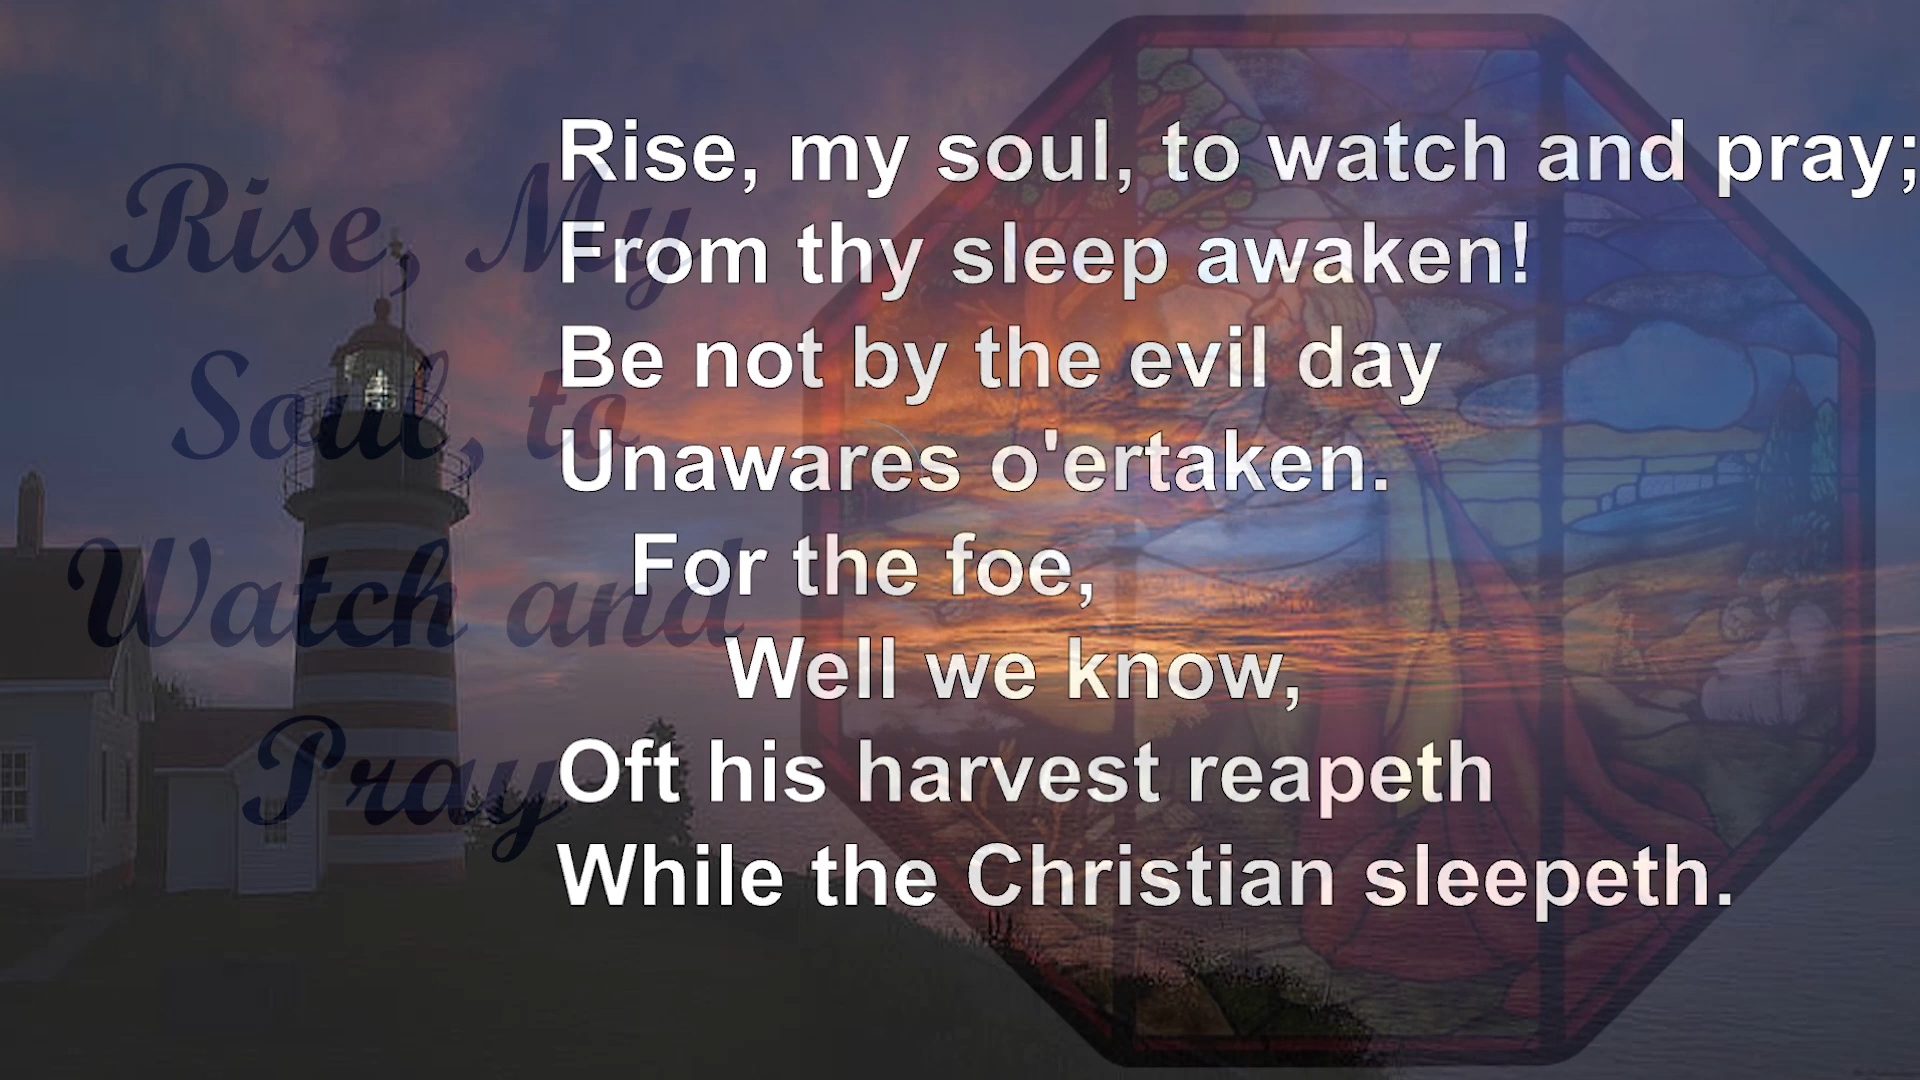 Rise, My
Soul, to
Watch and
Pray
Rise, my soul, to watch and pray;
From thy sleep awaken!
Be not by the evil day
Unawares o'ertaken.
For the foe,
Well we know,
Oft his harvest reapeth
While the Christian sleepeth.